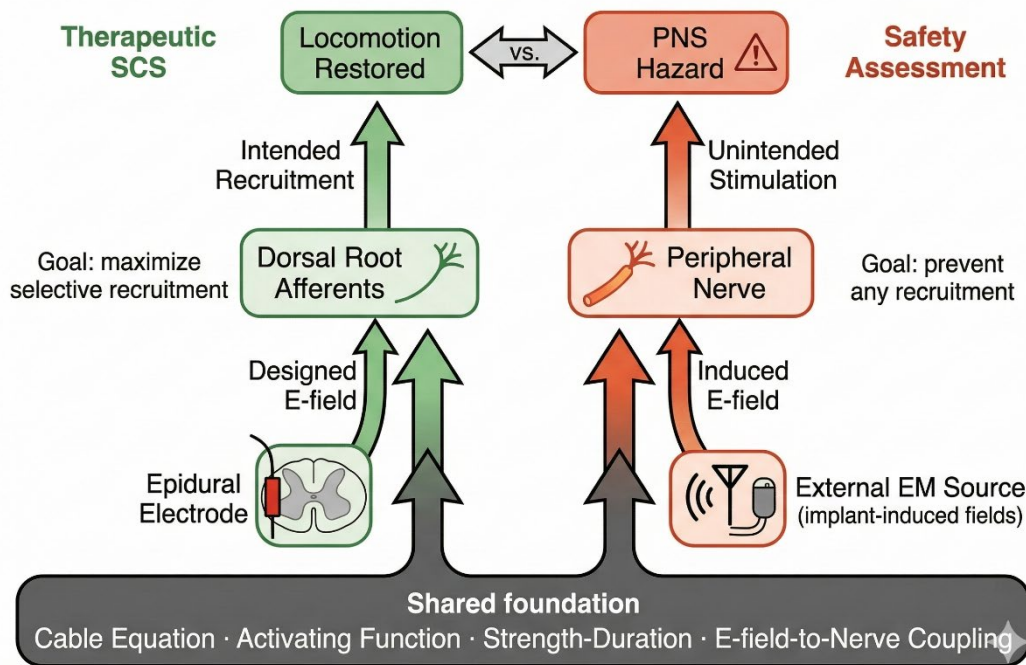 Therapeutic
SCS
Locomotion
Restored
vs.
PNS
Hazard
Safety
Assessment
Intended
Recruitment
Unintended
Stimulation
Goal: maximize
selective recruitment
Dorsal Root
Afferents
Peripheral
Nerve
Goal: prevent
any recruitment
Designed
E-field
Induced
E-field
Epidural
Electrode
External EM Source
(implant-induced fields)
Shared foundation
Cable Equation · Activating Function · Strength-Duration · E-field-to-Nerve Coupling